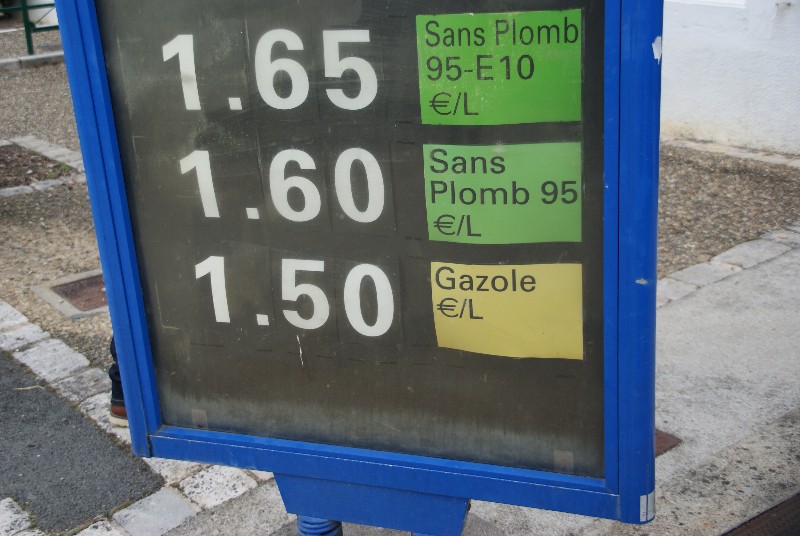 1.65 Sans Plomb
95-E10
€/L
1.60 Sans
Plomb 95
€/L
1.50 Gazole
€/L